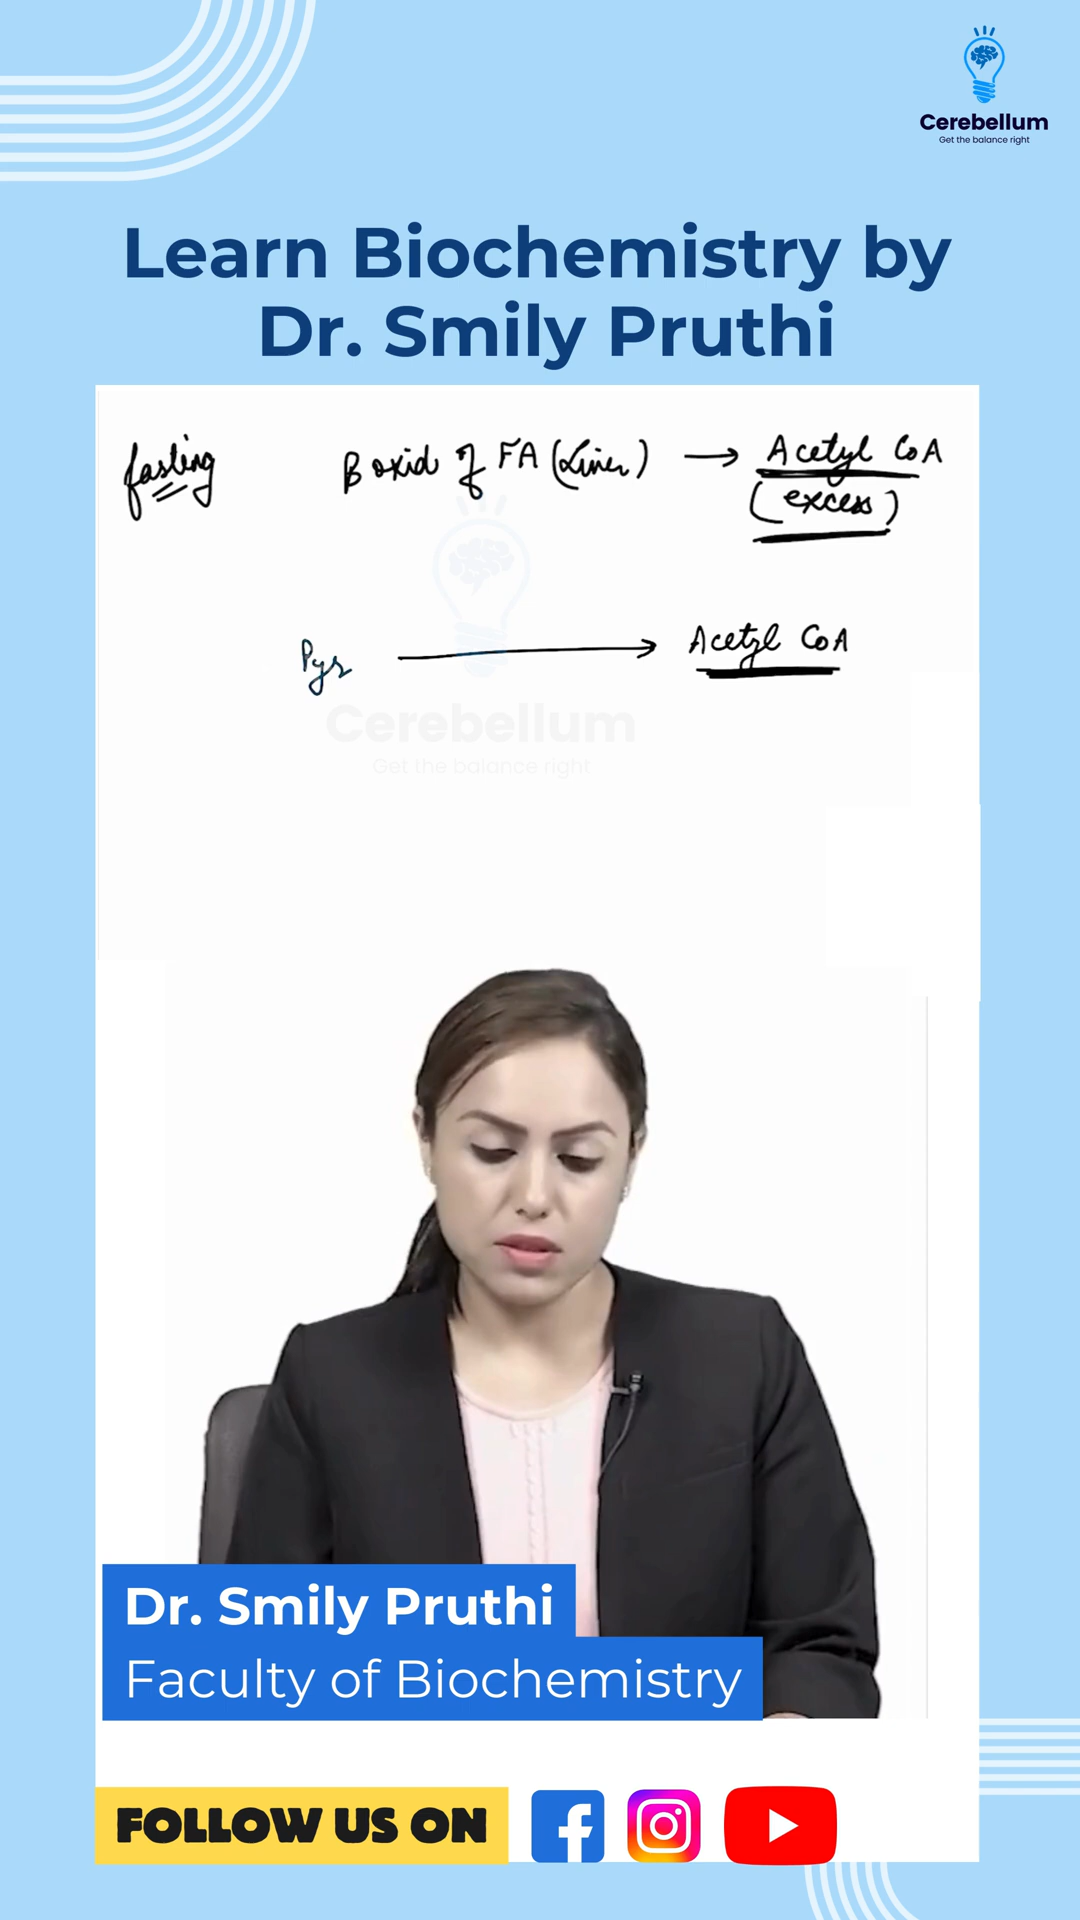 Cerebellum
Get the balance right
Learn Biochemistry by
Dr. Smily Pruthi
fasting
B oxid of FA (Liver) → Acetyl CoA
(excess)
Pyr → Acetyl CoA
Cerebellum
Get the balance right
Dr. Smily Pruthi
Faculty of Biochemistry
FOLLOW US ON